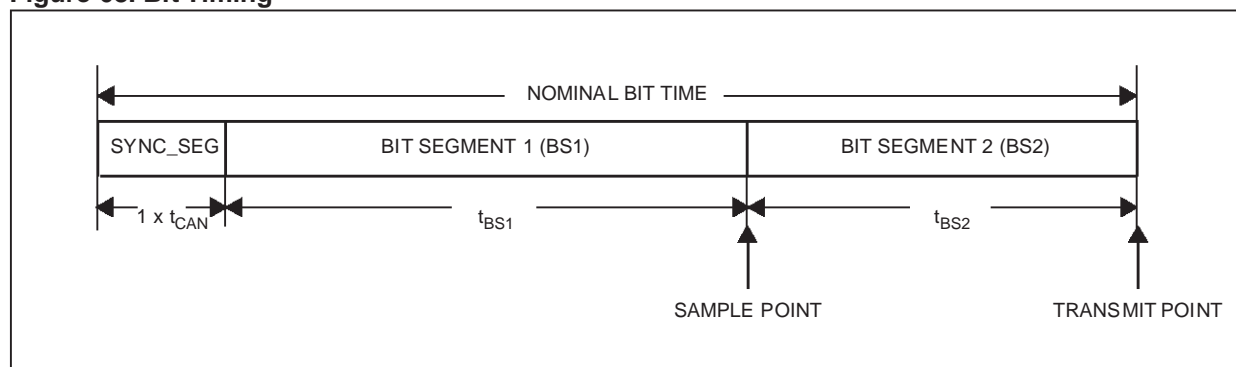 NOMINAL BIT TIME
SYNC_SEG
BIT SEGMENT 1 (BS1)
BIT SEGMENT 2 (BS2)
1 x tCAN
tBS1
tBS2
SAMPLE POINT
TRANSMIT POINT